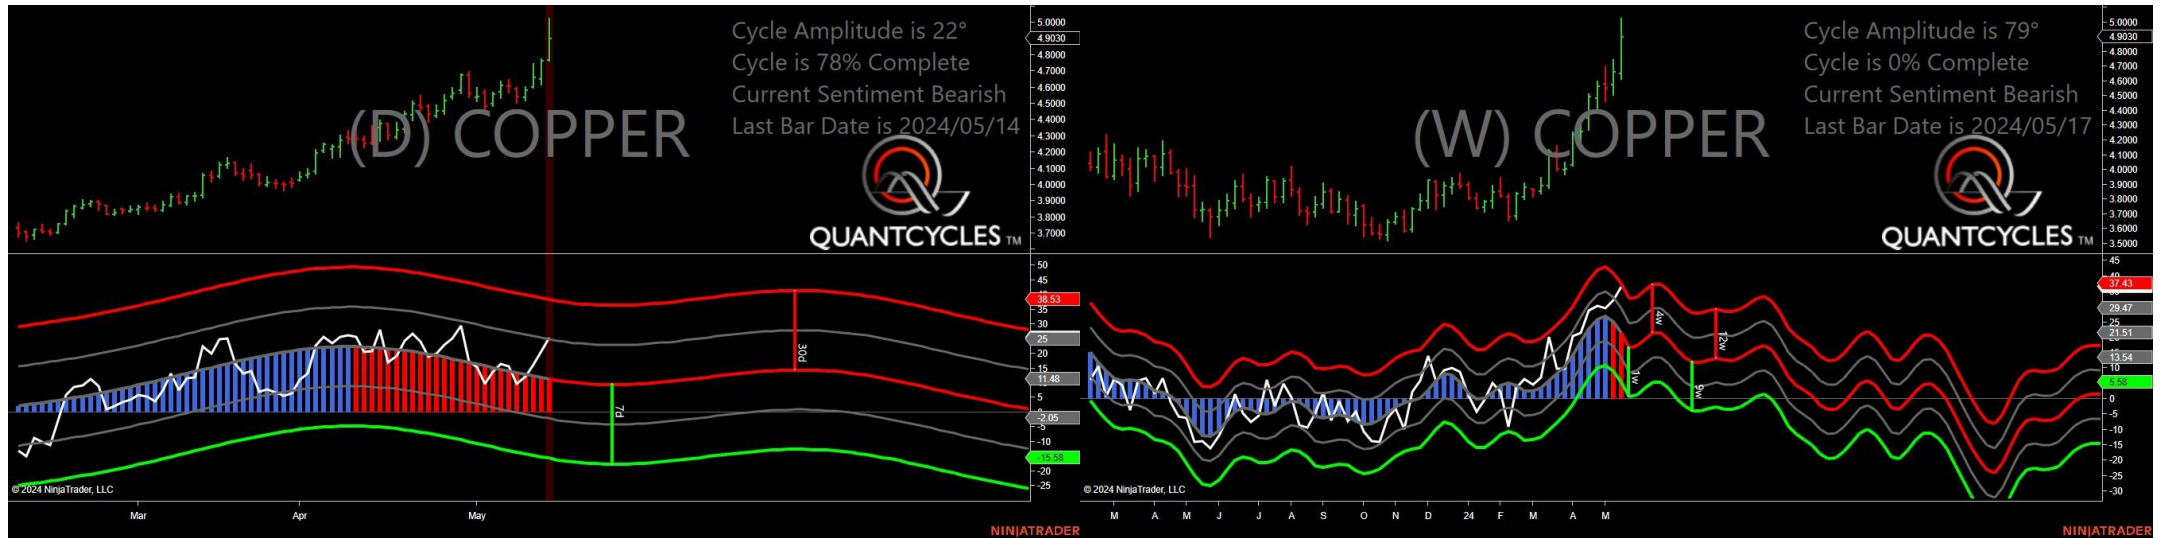 Cycle Amplitude is 22°
Cycle is 78% Complete
Current Sentiment Bearish
Last Bar Date is 2024/05/14
(D) COPPER
QUANTCYCLES TM
5.0000
4.9030
4.8000
4.7000
4.6000
4.5000
4.4000
4.3000
4.2000
4.1000
4.0000
3.9000
3.8000
3.7000
50
45
38.53
35
30
25
20
15
11.48
5
-2.05
-5
-10
-15.58
-20
-25
7d
30d
© 2024 NinjaTrader, LLC
Mar
Apr
May
NINJATRADER
Cycle Amplitude is 79°
Cycle is 0% Complete
Current Sentiment Bearish
Last Bar Date is 2024/05/17
(W) COPPER
QUANTCYCLES TM
5.0000
4.9030
4.8000
4.7000
4.6000
4.5000
4.4000
4.3000
4.2000
4.1000
4.0000
3.9000
3.8000
3.7000
3.6000
3.5000
45
37.43
29.47
25
21.51
13.54
5.58
0
-5
-10
-15
-20
-25
-30
4w
12w
1w
9w
© 2024 NinjaTrader, LLC
M A M J J A S O N D 24 F M A M
NINJATRADER